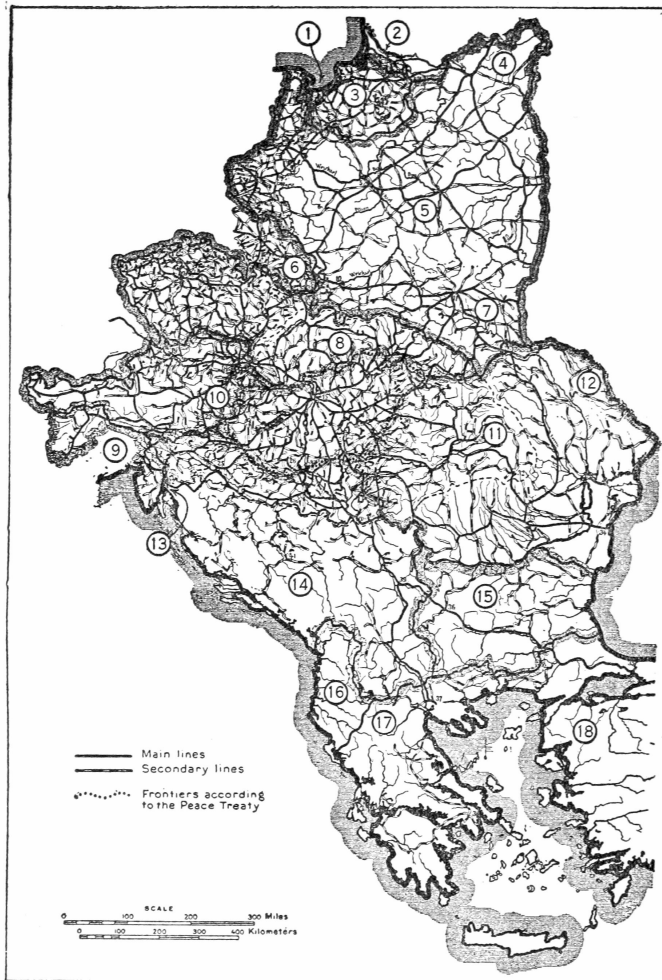 ①
②
③
④
⑤
⑥
⑦
⑧
⑨
⑩
⑪
⑫
⑬
⑭
⑮
36
⑯
37
⑰
⑱
Main lines
Secondary lines
Frontiers according
to the Peace Treaty
SCALE
0 100 200 300 Miles
0 100 200 300 400 Kilometers